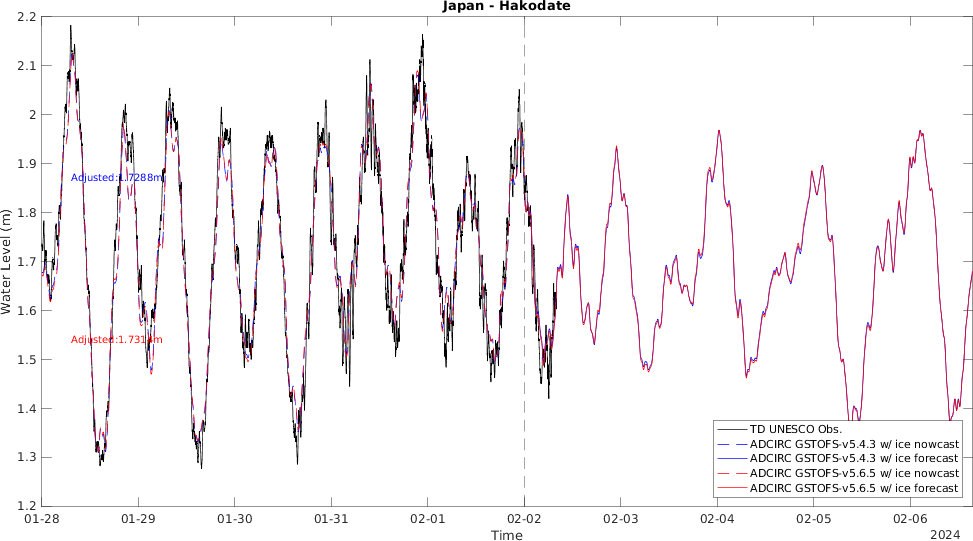 Japan - Hakodate
2.2
2.1
2
1.9
1.8
1.7
1.6
1.5
1.4
1.3
1.2
Water Level (m)
Adjusted:1.7288m
TD UNESCO Obs.
ADCIRC GSTOFS-v5.4.3 w/ ice nowcast
ADCIRC GSTOFS-v5.4.3 w/ ice forecast
ADCIRC GSTOFS-v5.6.5 w/ ice nowcast
ADCIRC GSTOFS-v5.6.5 w/ ice forecast
01-28 01-29 01-30 01-31 02-01 02-02 02-03 02-04 02-05 02-06
Time
2024